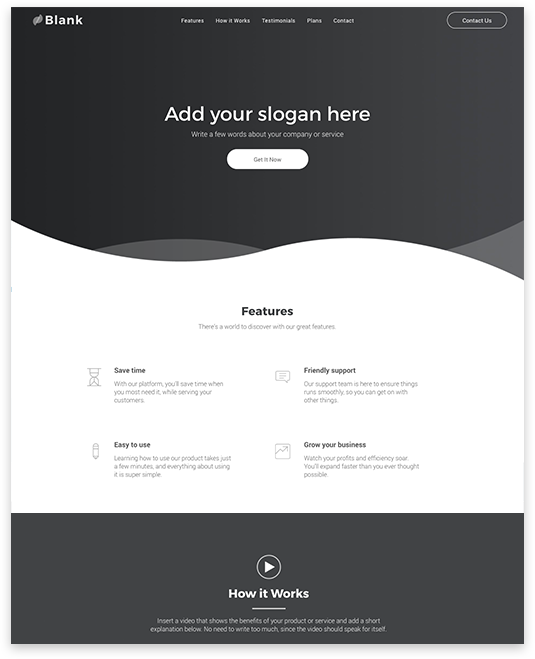 Blank
Features
How it Works
Testimonials
Plans
Contact
Contact Us
Add your slogan here
Write a few words about your company or service
Get It Now
Features
There's a world to discover with our great features.
Save time
With our platform, you'll save time when
you most need it, while serving your
customers.
Friendly support
Our support team is here to ensure things
runs smoothly, so you can get on with
other things.
Easy to use
Learning how to use our product takes just
a few minutes, and everything about using
it is super simple.
Grow your business
Watch your profits and efficiency soar.
You'll expand faster than you ever thought
possible.
How it Works
Insert a video that shows the benefits of your product or service and add a short
explanation below. No need to write too much, since the video should speak for itself.